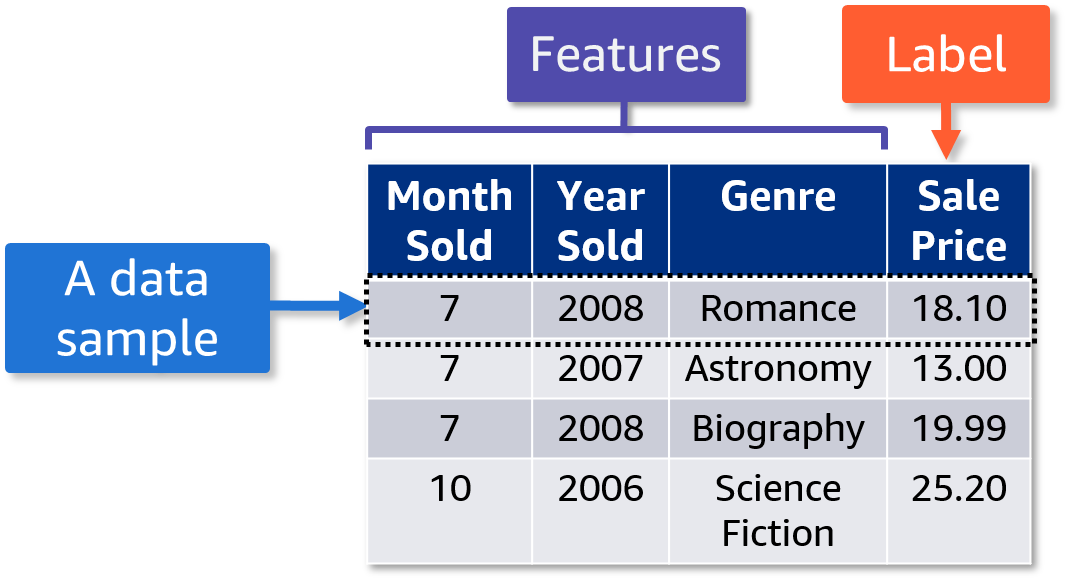 Features
Label
Month Sold
Year Sold
Genre
Sale Price
A data
sample
7 2008 Romance 18.10
7 2007 Astronomy 13.00
7 2008 Biography 19.99
10 2006 Science Fiction 25.20